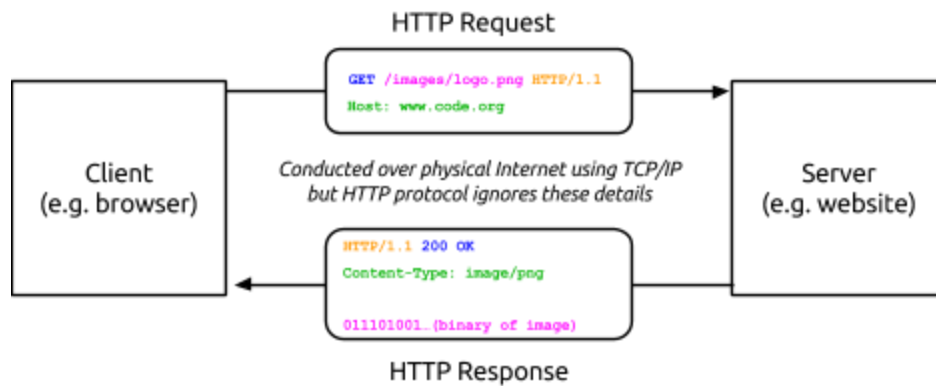 HTTP Request
GET /images/logo.png HTTP/1.1
Host: www.code.org
Client
(e.g. browser)
Conducted over physical Internet using TCP/IP
but HTTP protocol ignores these details
Server
(e.g. website)
HTTP/1.1 200 OK
Content-Type: image/png
011101001…(binary of image)
HTTP Response